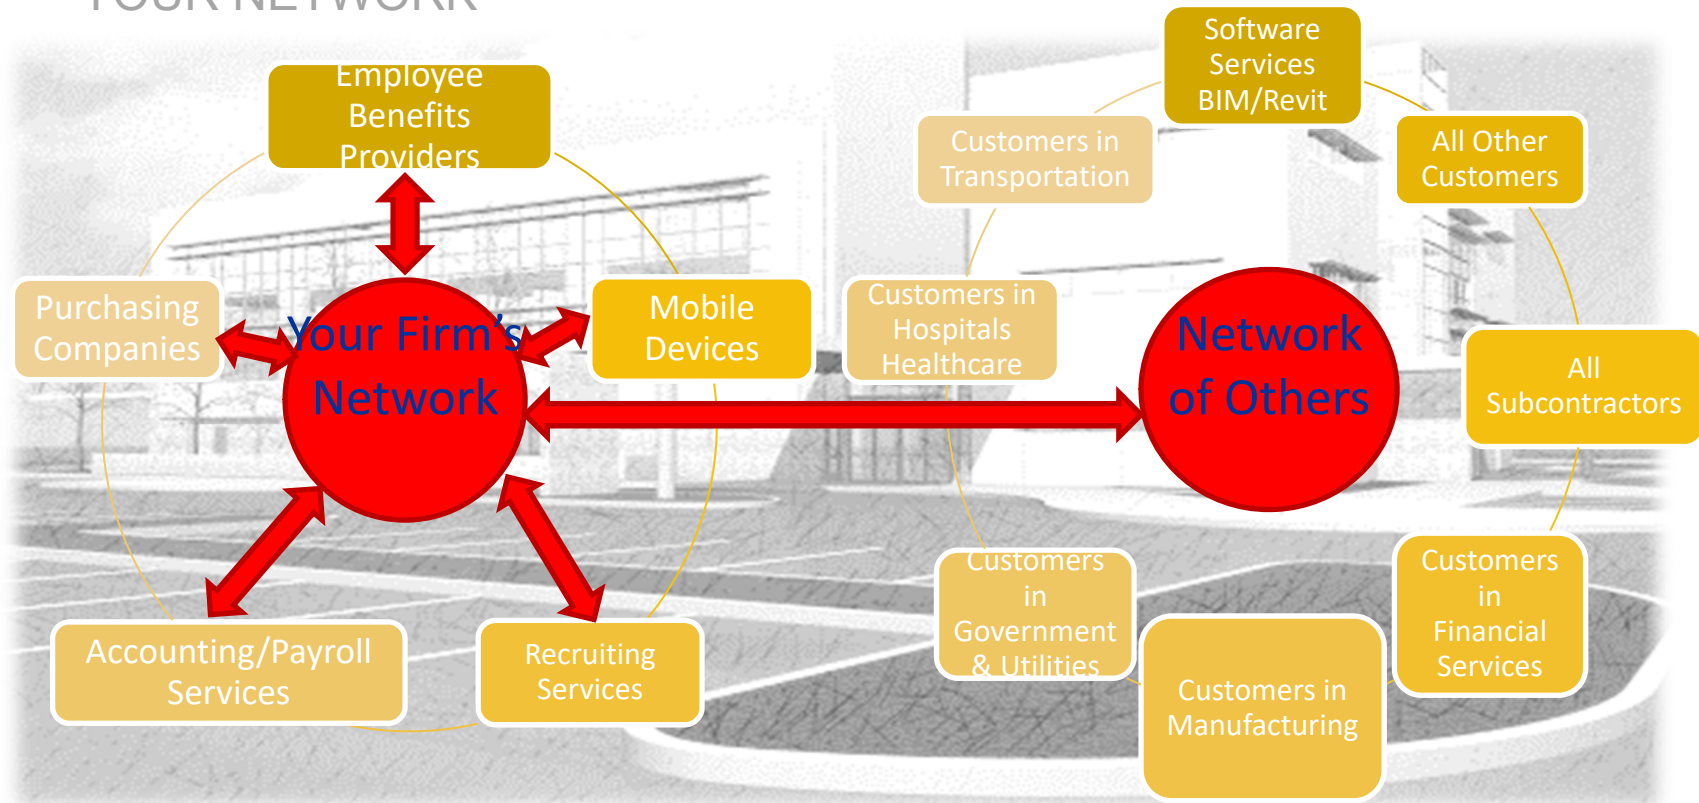 YOUR NETWORK
Employee
Benefits
Providers
Purchasing
Companies
Your Firm's
Network
Mobile
Devices
Accounting/Payroll
Services
Recruiting
Services
Software
Services
BIM/Revit
Customers in
Transportation
All Other
Customers
Customers in
Hospitals
Healthcare
Network
of Others
All
Subcontractors
Customers
in
Government
& Utilities
Customers in
Manufacturing
Customers
in
Financial
Services